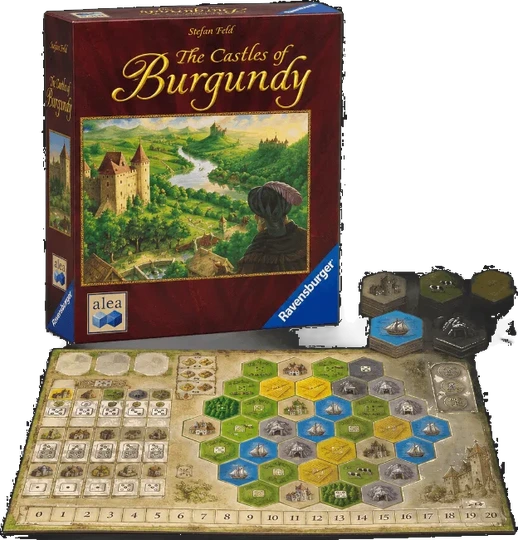 Stefan Feld
The Castles of
Burgundy
Stefan Feld
The Castles of
Burgundy
alea
Ravensburger
alea
Ravensburger
0 1 2 3 4 5 6 7 8 9 10 11 12 13 14 15 16 17 18 19 20